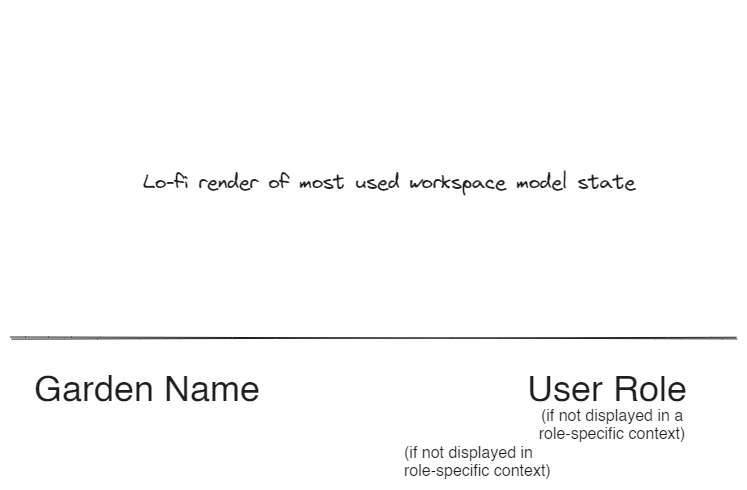 Lo-fi render of most used workspace model state
Garden Name
User Role
(if not displayed in a
role-specific context)
(if not displayed in
role-specific context)